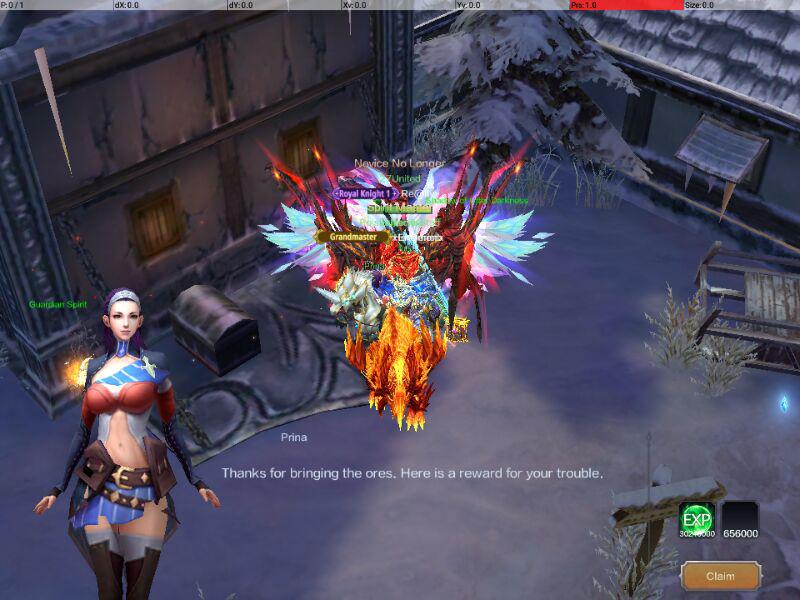 P: 0 / 1 dX: 0.0 dY: 0.0 Xv: 0.0 Yv: 0.0 Prs: 1.0 Size: 0.0
Novice No Longer
Royal Knight 1
Darkness
Grandmaster
Guardian Spirit
Prina
Thanks for bringing the ores. Here is a reward for your trouble.
EXP
656000
Claim